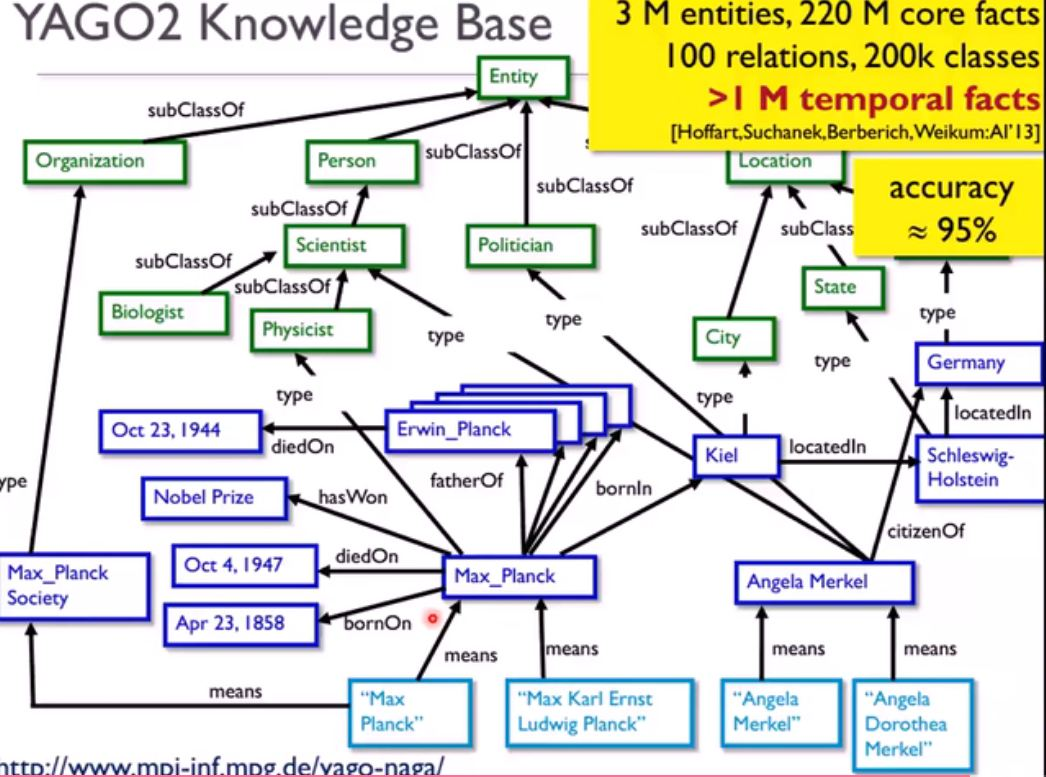 YAGO2 Knowledge Base
3 M entities, 220 M core facts
100 relations, 200k classes
>1 M temporal facts
[Hoffart,Suchanek,Berberich,Weikum:AI'13]
accuracy
≈ 95%
Entity
subClassOf
Organization
Person
subClassOf
Location
subClassOf
subClassOf
Scientist
Politician
subClassOf
subClass
subClassOf
subClassOf
Biologist
Physicist
State
type
type
City
type
type
Germany
type
type
Oct 23, 1944
diedOn
Erwin_Planck
Kiel
locatedIn
locatedIn
Schleswig-
Holstein
ype
Nobel Prize
hasWon
fatherOf
bornIn
citizenOf
Max_Planck
Society
Oct 4, 1947
diedOn
Max_Planck
Angela Merkel
Apr 23, 1858
bornOn
means
means
means
means
means
“Max
Planck”
“Max Karl Ernst
Ludwig Planck”
“Angela
Merkel”
“Angela
Dorothea
Merkel”
http://www.mpi-inf.mpg.de/yago-naga/